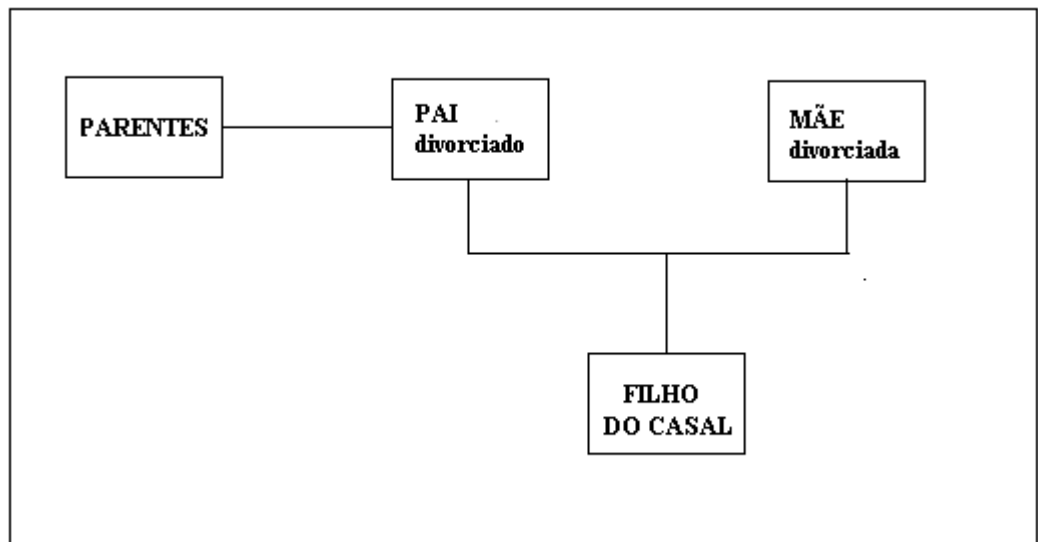 PARENTES
PAI
divorciado
MÃE
divorciada
FILHO
DO CASAL